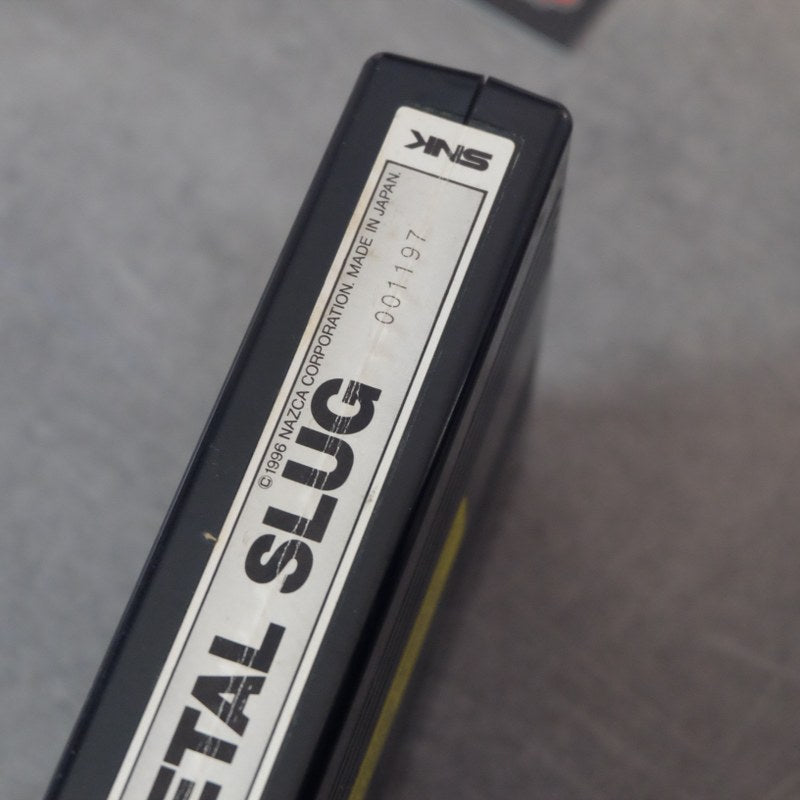 SNK
©1996 NAZCA CORPORATION. MADE IN JAPAN.
001197
ETAL SLUG